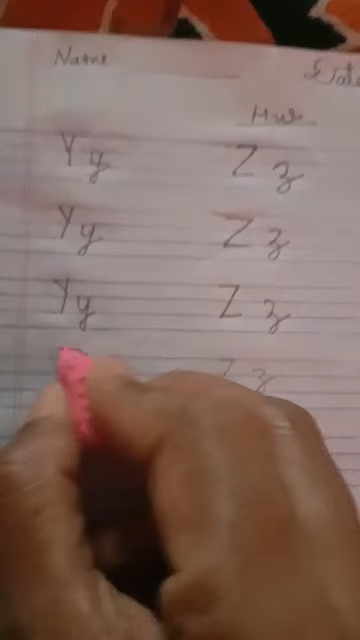 Name Date
H.W
Y y Z z
Y y Z z
Y y Z z
Z z